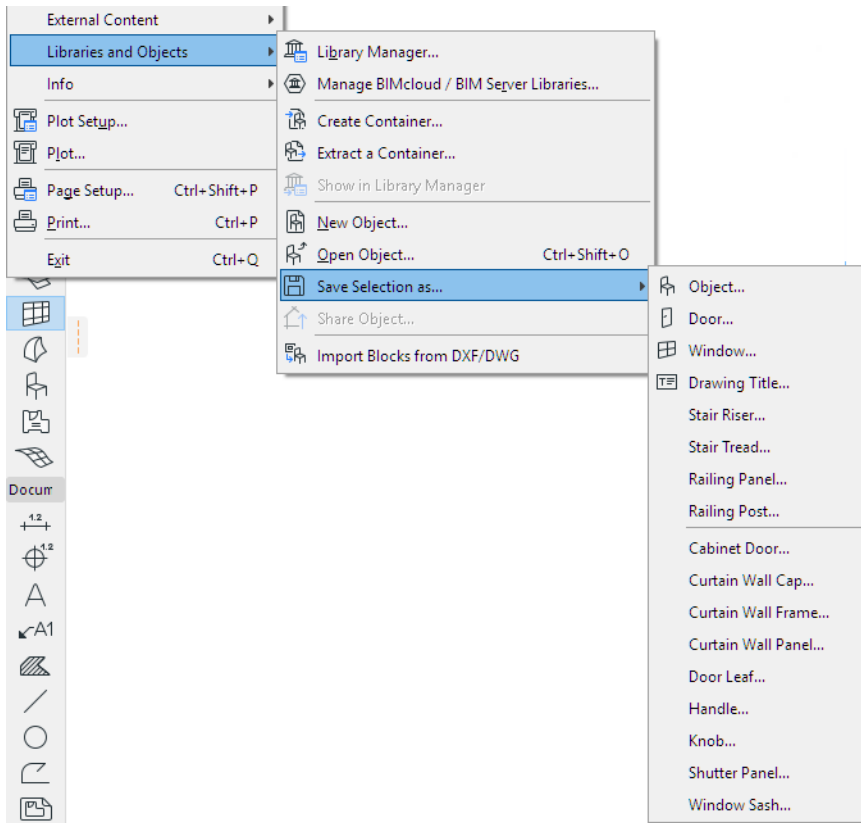 External Content
Libraries and Objects
Info
Plot Setup...
Plot...
Page Setup... Ctrl+Shift+P
Print... Ctrl+P
Exit Ctrl+Q
Library Manager...
Manage BIMcloud / BIM Server Libraries...
Create Container...
Extract a Container...
Show in Library Manager
New Object...
Open Object... Ctrl+Shift+O
Save Selection as...
Share Object...
Import Blocks from DXF/DWG
Object...
Door...
Window...
Drawing Title...
Stair Riser...
Stair Tread...
Railing Panel...
Railing Post...
Cabinet Door...
Curtain Wall Cap...
Curtain Wall Frame...
Curtain Wall Panel...
Door Leaf...
Handle...
Knob...
Shutter Panel...
Window Sash...
Docum
1.2
1.2
A
A1